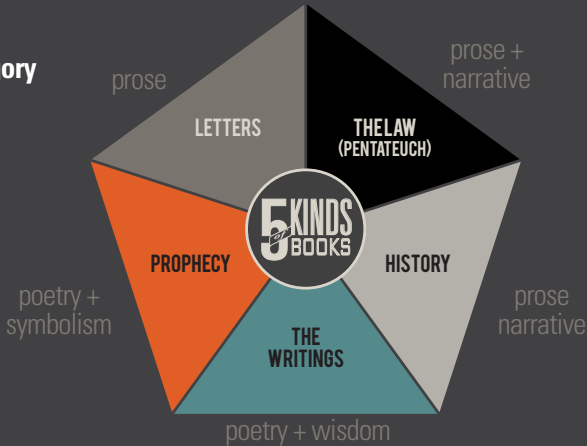 gory
prose
prose +
narrative
LETTERS
THE LAW
(PENTATEUCH)
5 KINDS
of BOOKS
PROPHECY
HISTORY
poetry +
symbolism
prose
narrative
THE
WRITINGS
poetry + wisdom